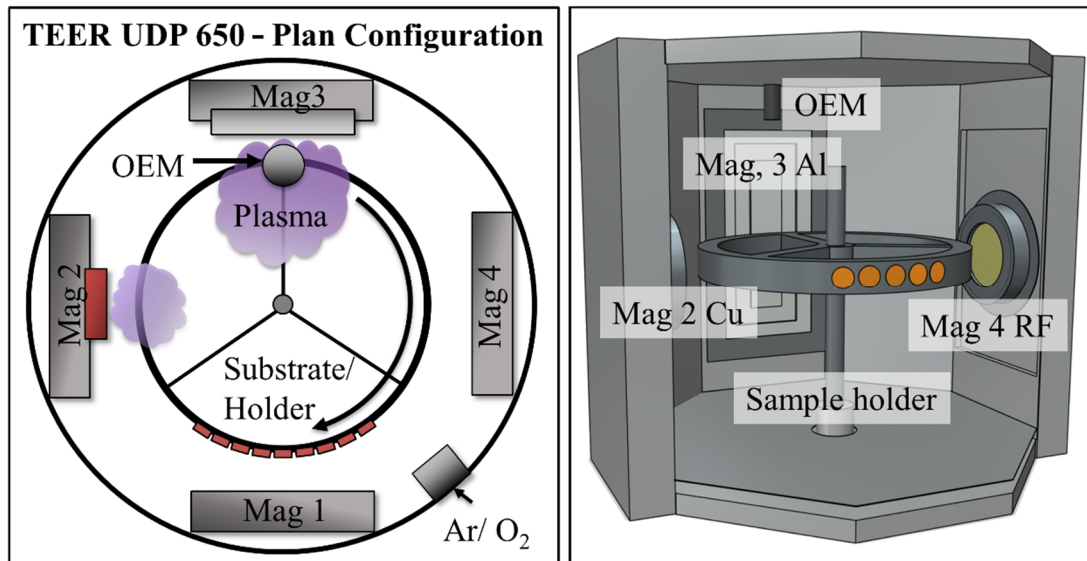 TEER UDP 650 - Plan Configuration
Mag3
OEM
Plasma
Mag 2
Mag 4
Substrate/
Holder
Mag 1
Ar/ O₂
OEM
Mag, 3 Al
Mag 2 Cu
Mag 4 RF
Sample holder